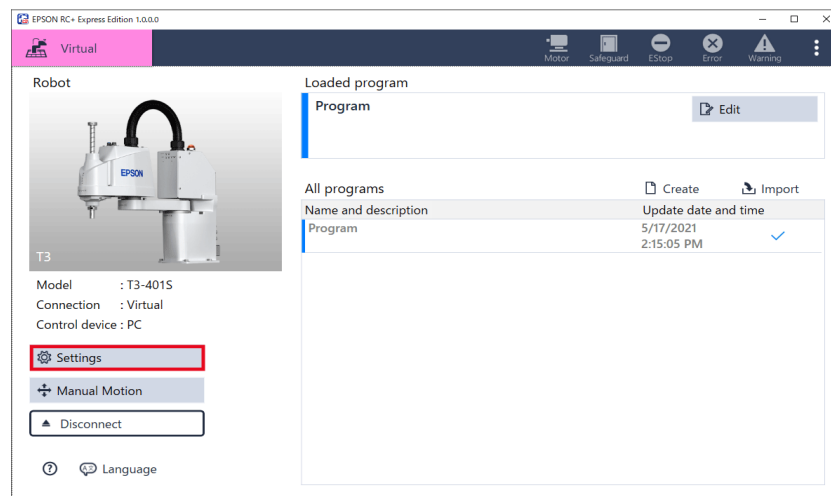 EPSON RC+ Express Edition 1.0.0.0
Virtual
Motor
Safeguard
EStop
Error
Warning
Robot
EPSON
T3
Model : T3-401S
Connection : Virtual
Control device : PC
Settings
Manual Motion
Disconnect
Language
Loaded program
Program
Edit
All programs
Create
Import
Name and description
Update date and time
Program
5/17/2021
2:15:05 PM